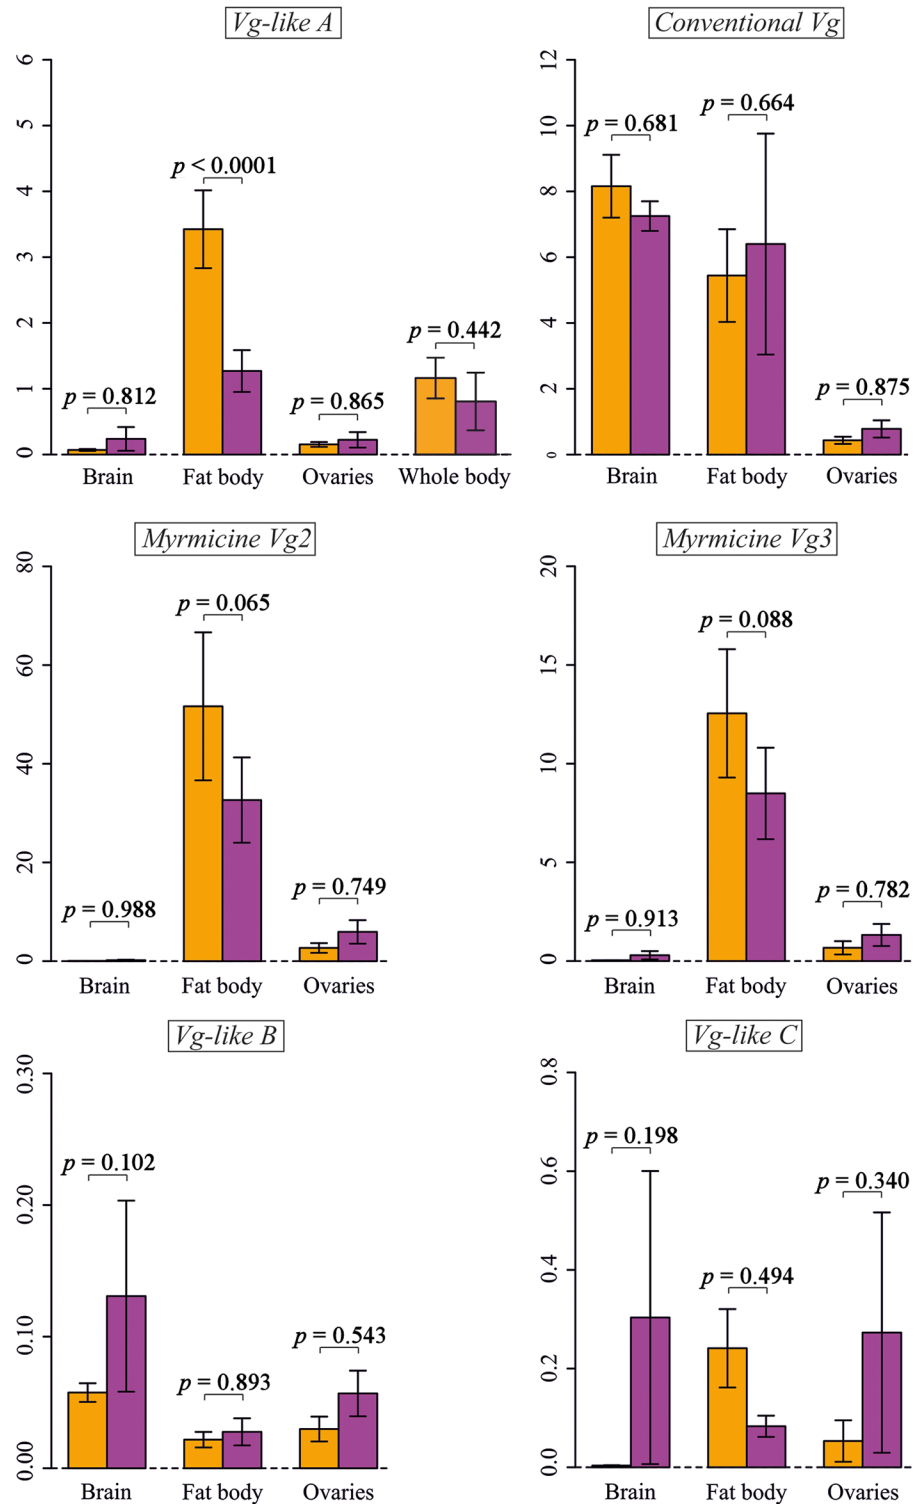 Vg-like A
6
5
4
3
2
1
0
p = 0.812
p < 0.0001
p = 0.865
p = 0.442
Brain Fat body Ovaries Whole body
Conventional Vg
12
10
8
6
4
2
0
p = 0.681
p = 0.664
p = 0.875
Brain Fat body Ovaries
Myrmicine Vg2
80
60
40
20
0
p = 0.988
p = 0.065
p = 0.749
Brain Fat body Ovaries
Myrmicine Vg3
20
15
10
5
0
p = 0.913
p = 0.088
p = 0.782
Brain Fat body Ovaries
Vg-like B
0.30
0.20
0.10
0.00
p = 0.102
p = 0.893
p = 0.543
Brain Fat body Ovaries
Vg-like C
0.8
0.6
0.4
0.2
0.0
p = 0.198
p = 0.494
p = 0.340
Brain Fat body Ovaries